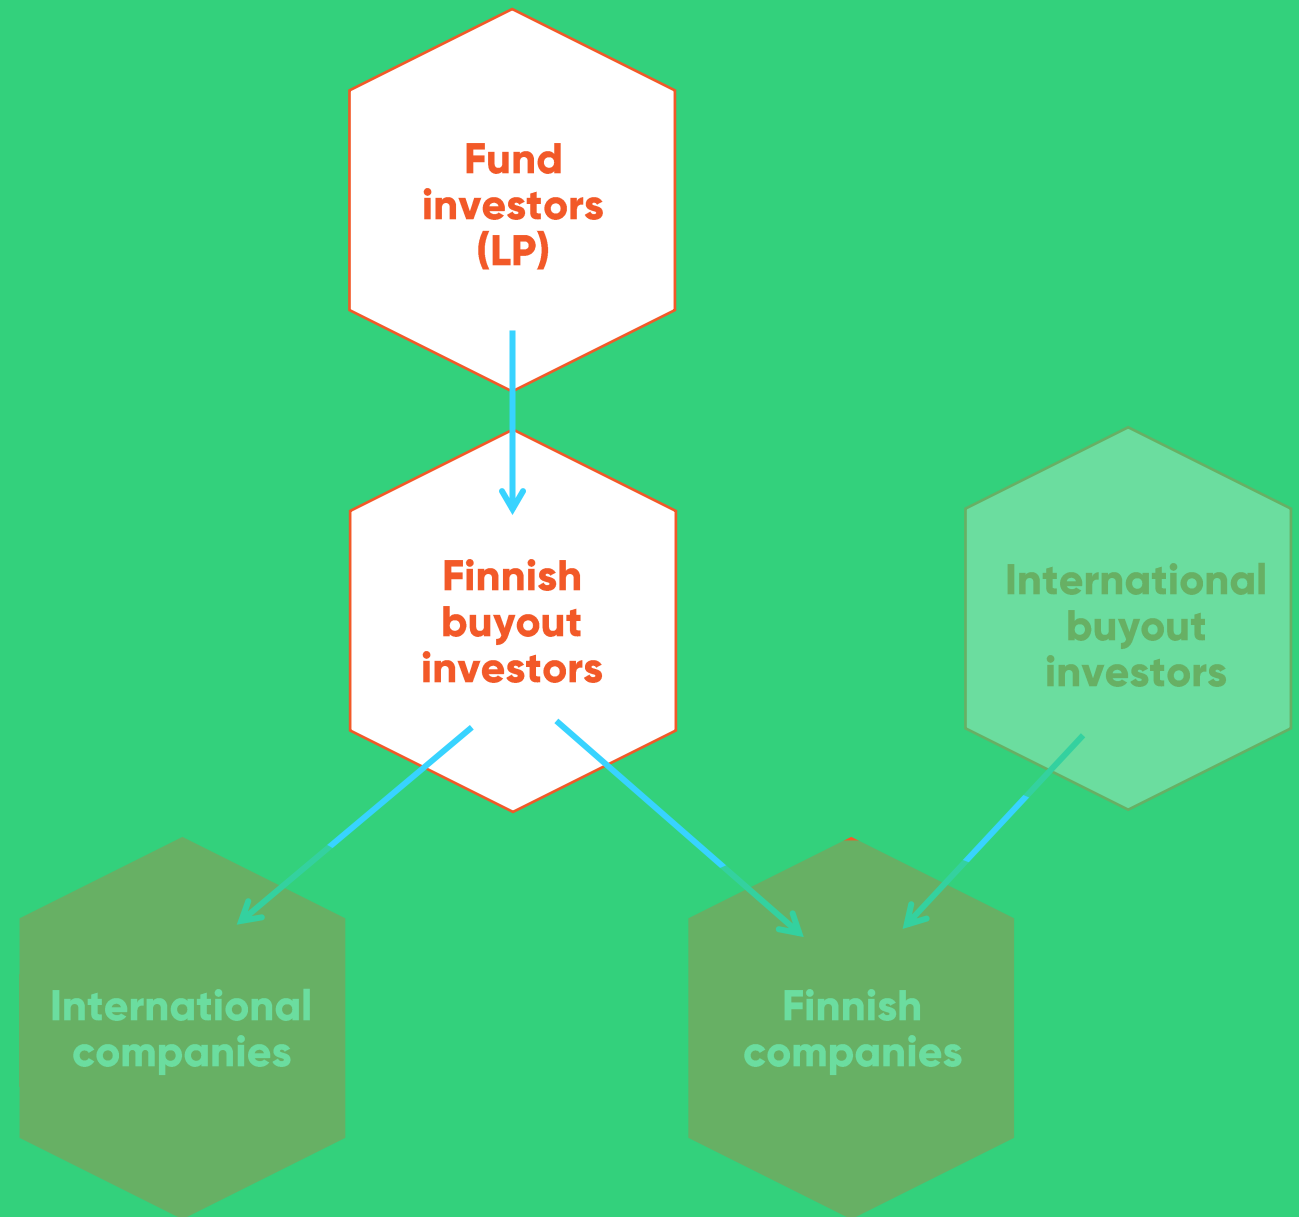 Fund
investors
(LP)
Finnish
buyout
investors
International
buyout
investors
International
companies
Finnish
companies